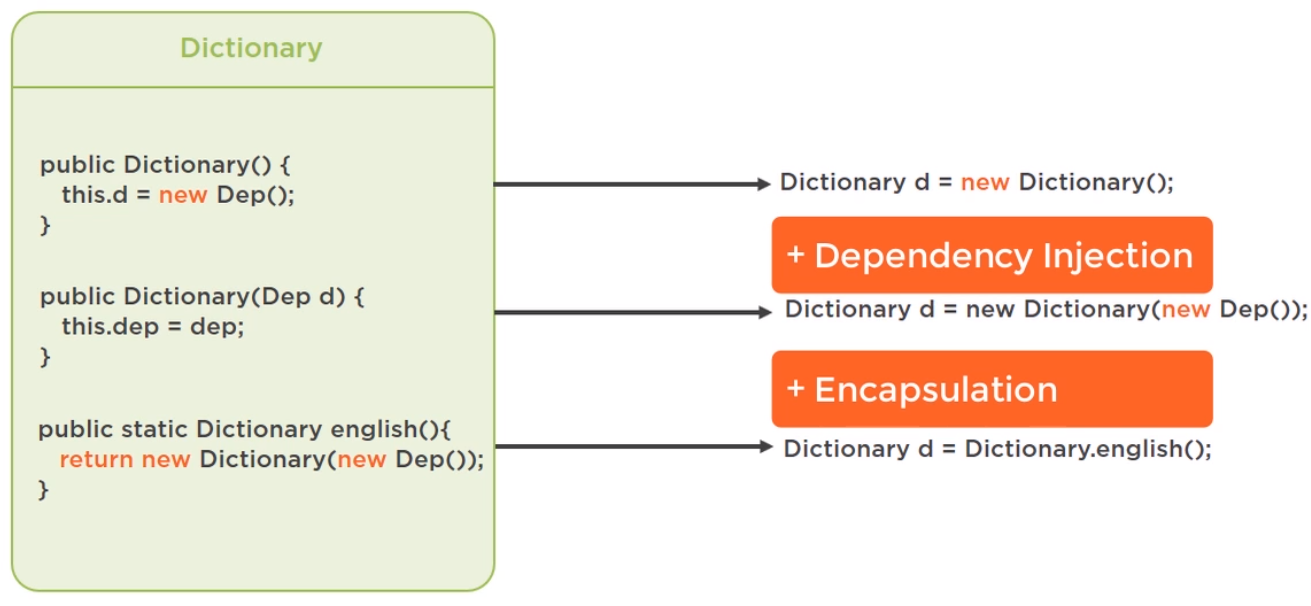 Dictionary
public Dictionary() {
this.d = new Dep();
}
public Dictionary(Dep d) {
this.dep = dep;
}
public static Dictionary english(){
return new Dictionary(new Dep());
}
Dictionary d = new Dictionary();
+ Dependency Injection
Dictionary d = new Dictionary(new Dep());
+ Encapsulation
Dictionary d = Dictionary.english();